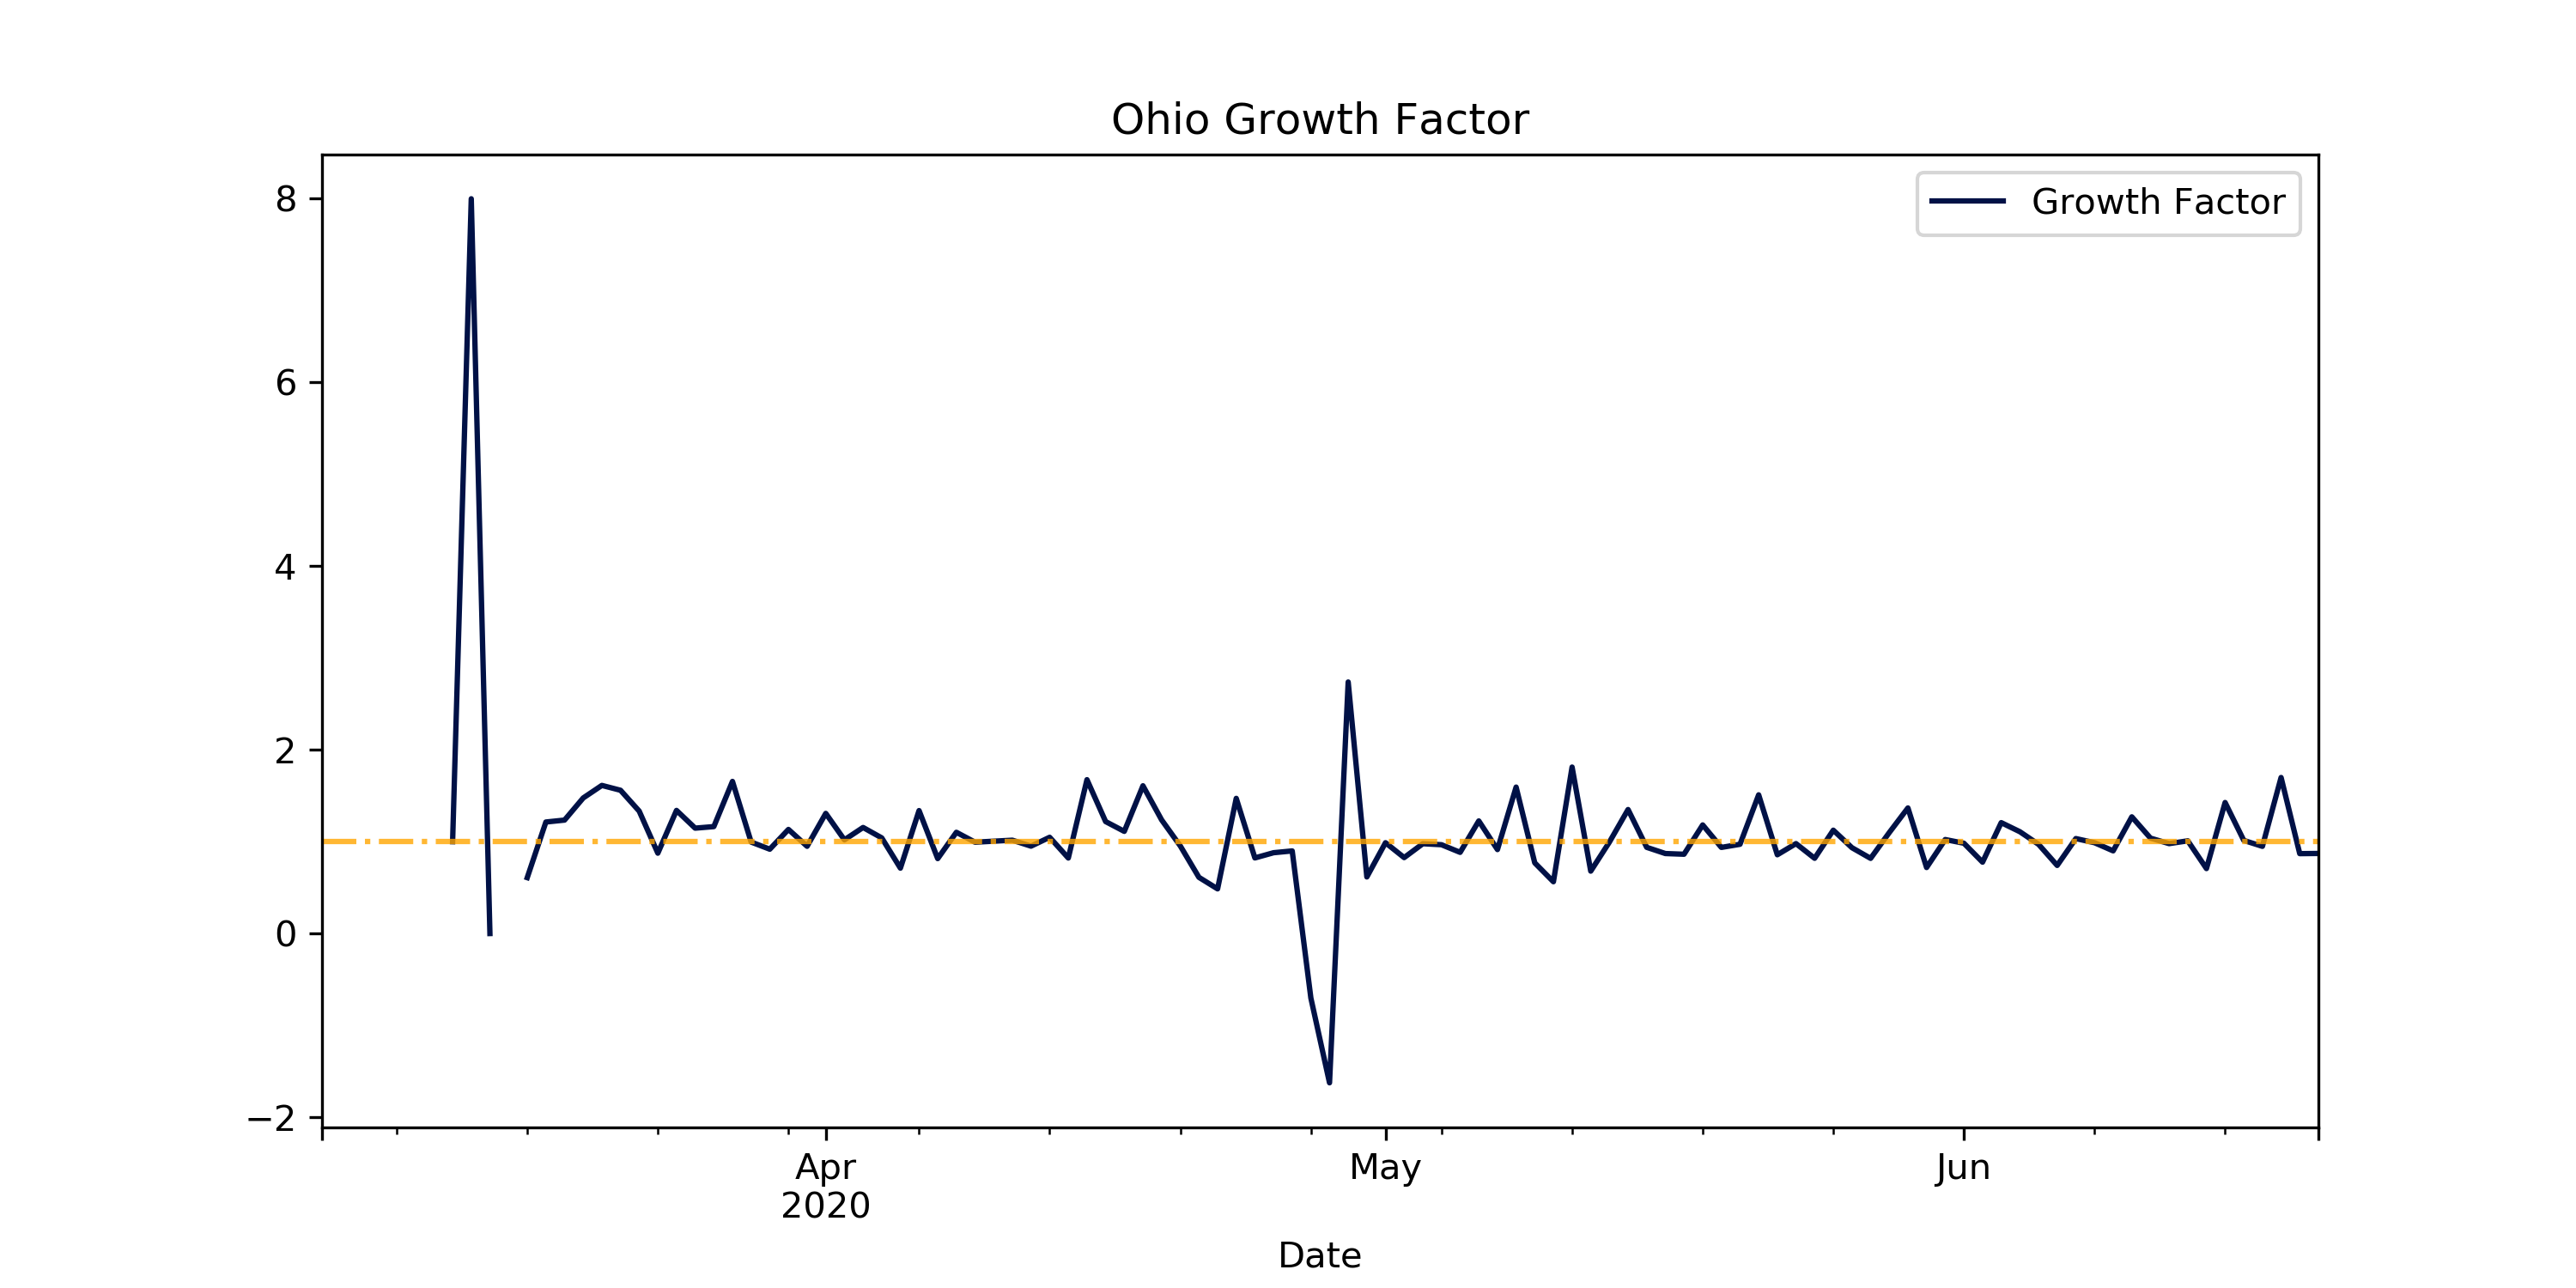 Ohio Growth Factor
Growth Factor
8
6
4
2
0
−2
Apr
2020
May
Jun
Date